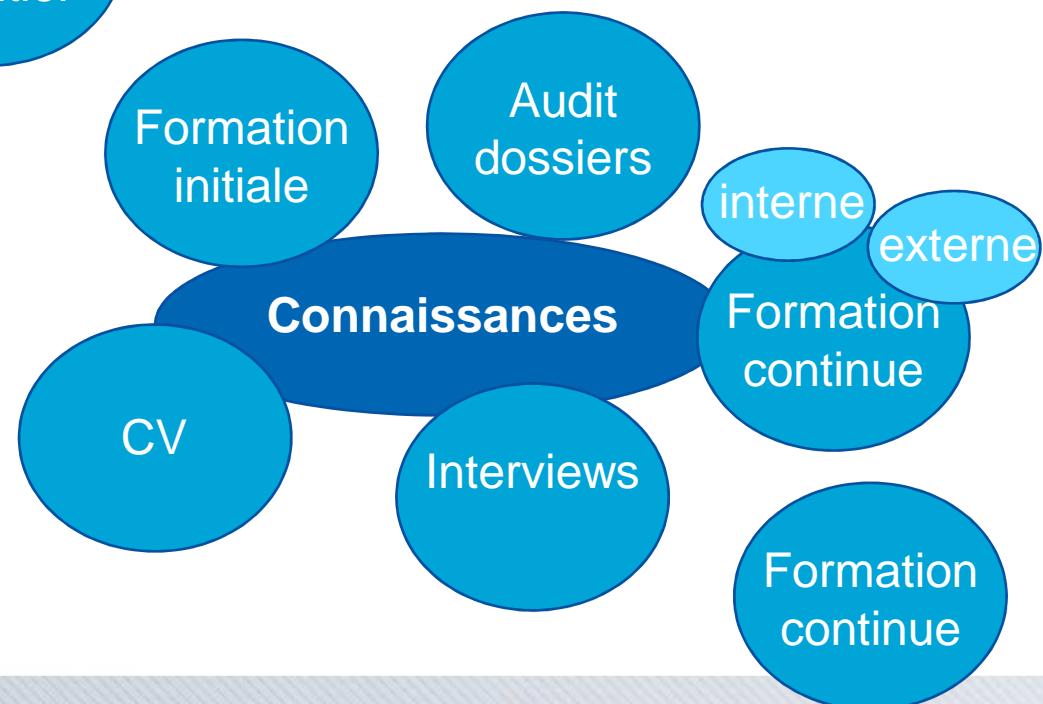 Formation
initiale
Audit
dossiers
interne
externe
Connaissances
Formation
continue
CV
Interviews
Formation
continue